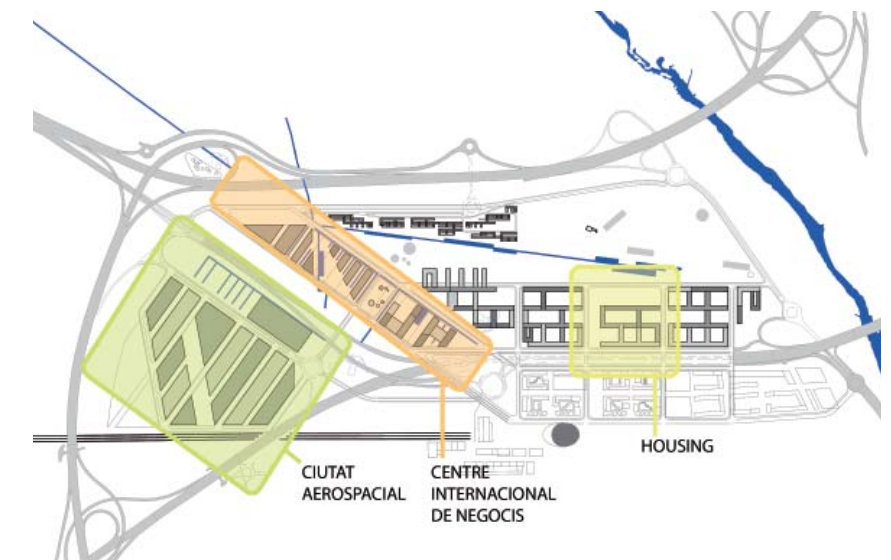 CIUTAT
AEROSPACIAL
CENTRE
INTERNACIONAL
DE NEGOCIS
HOUSING